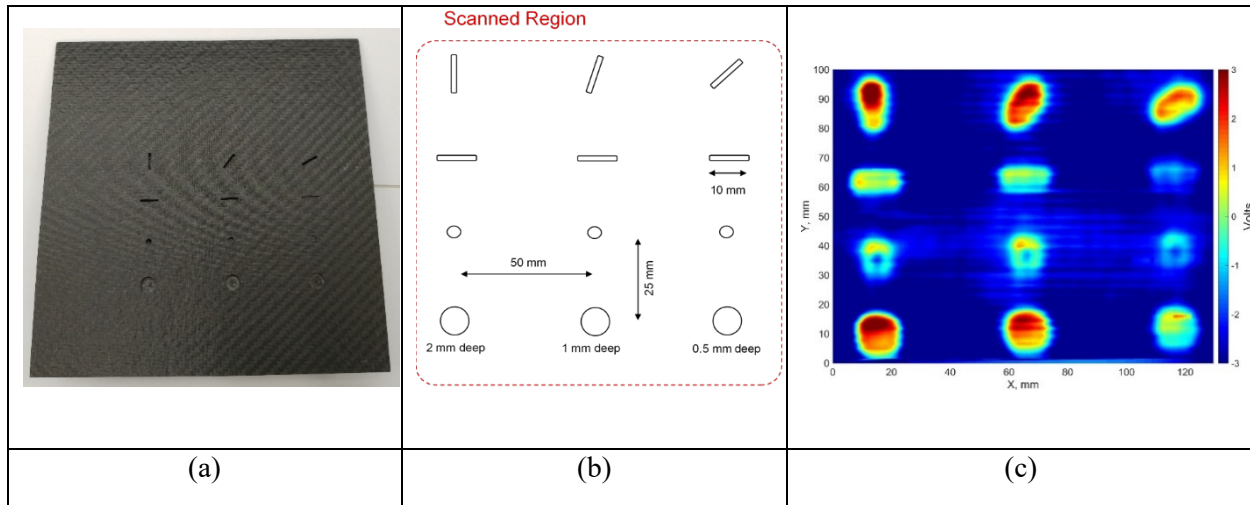 Scanned Region
10 mm
50 mm
25 mm
2 mm deep
1 mm deep
0.5 mm deep
100
90
80
70
60
50
40
30
20
10
0
Y, mm
0
20
40
60
80
100
120
X, mm
3
2
1
0
-1
-2
-3
Volts
(a)
(b)
(c)